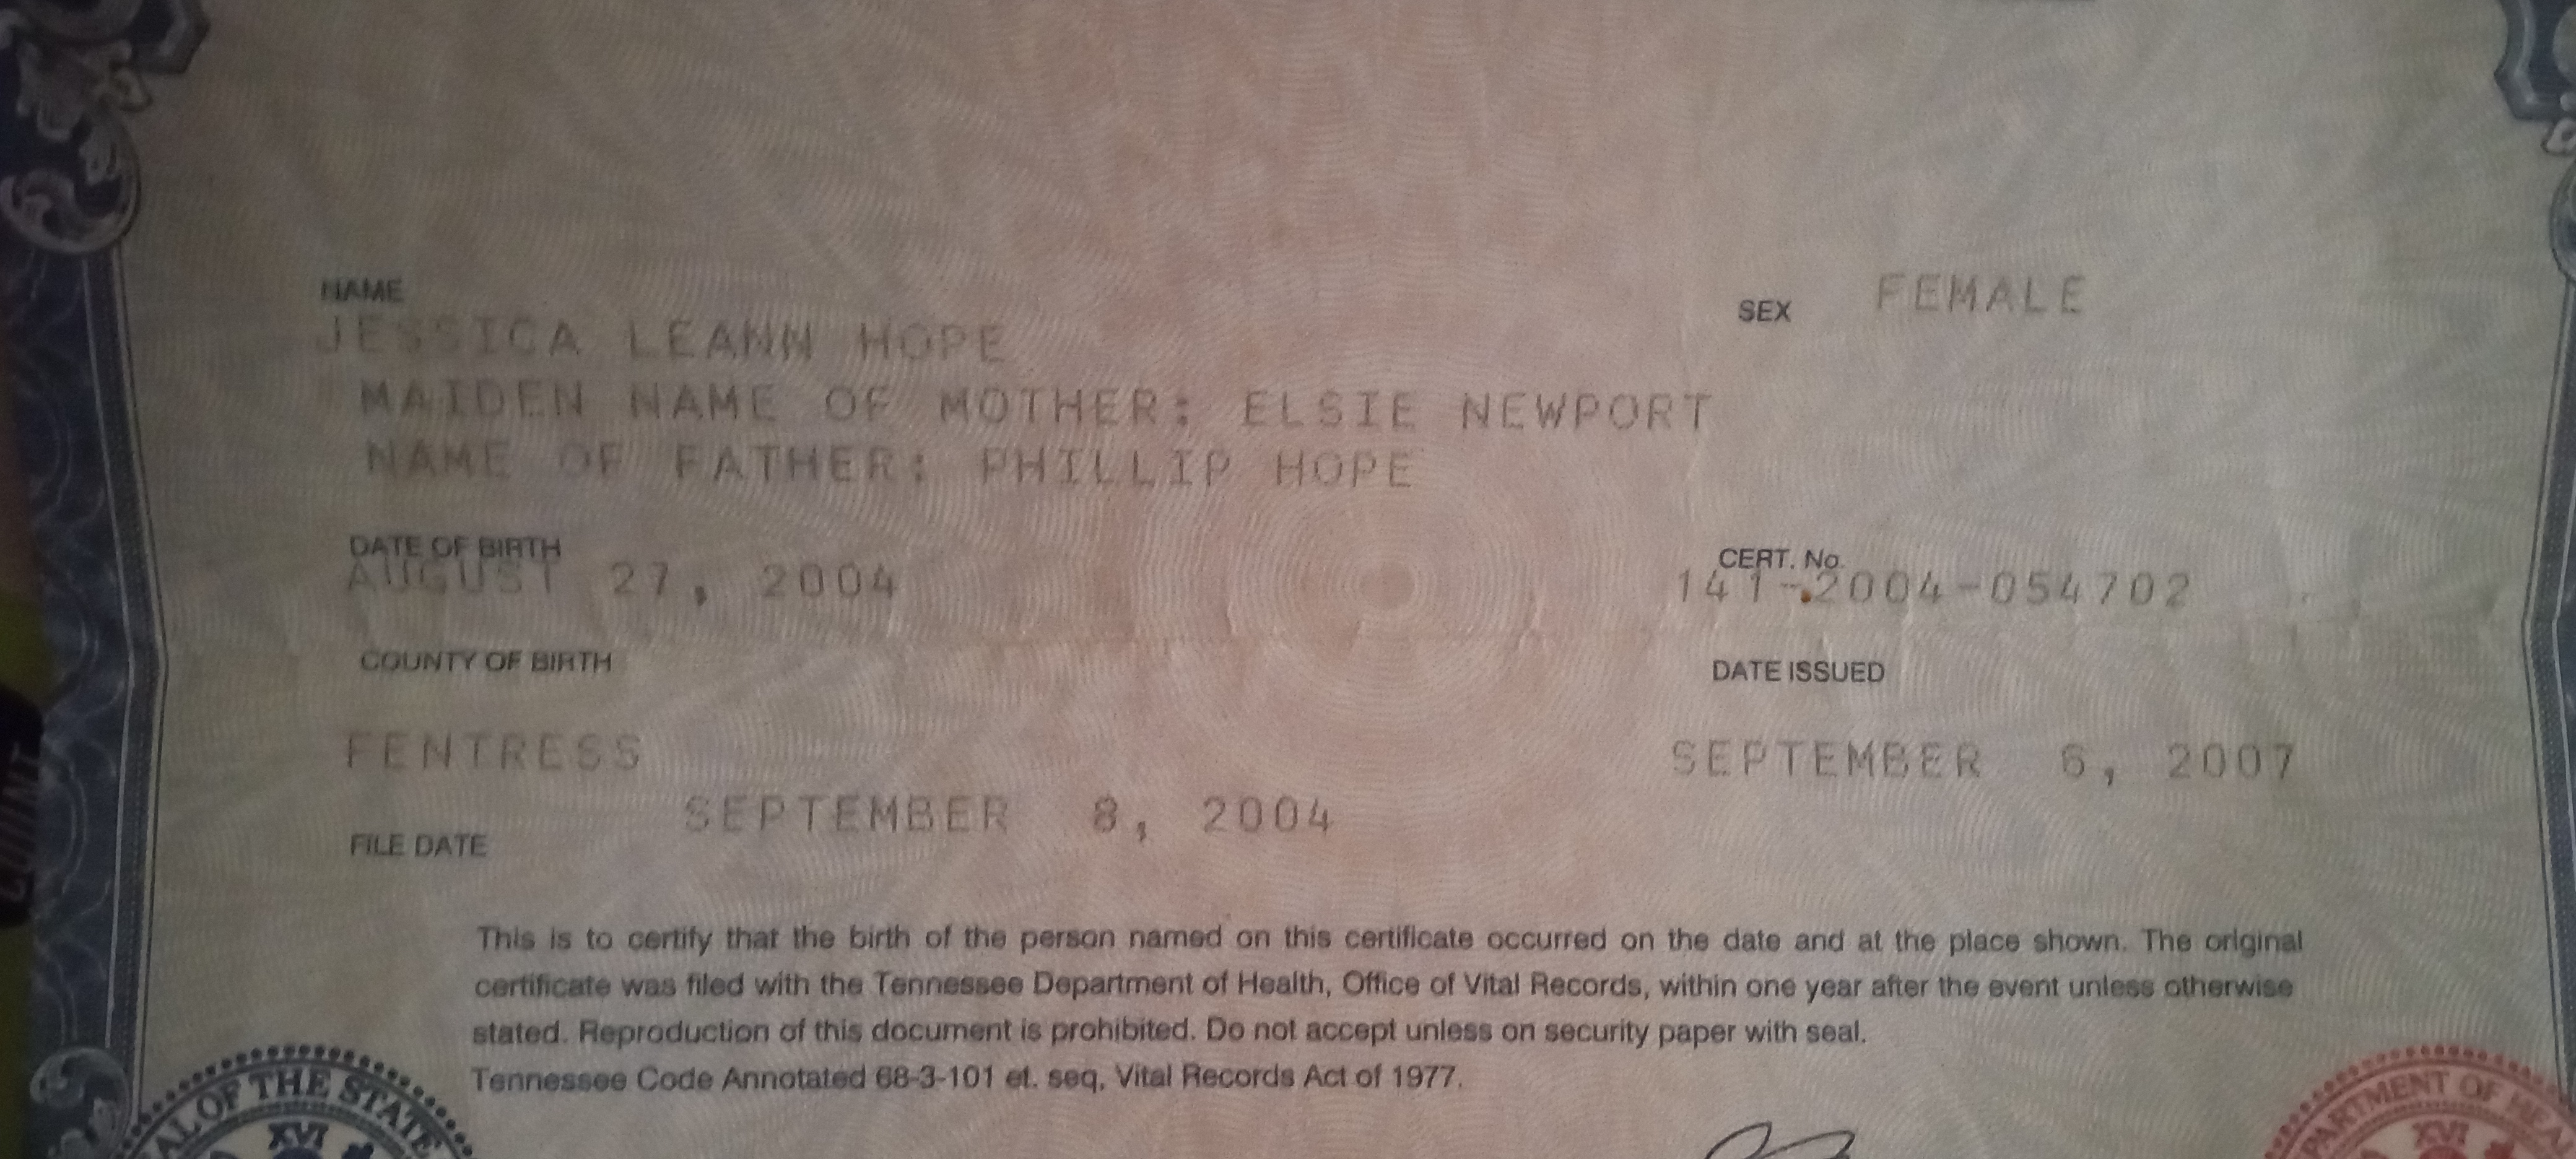 NAME
JESSICA LEANN HOPE
SEX FEMALE
MAIDEN NAME OF MOTHER: ELSIE NEWPORT
NAME OF FATHER: PHILLIP HOPE
DATE OF BIRTH
AUGUST 27, 2004
CERT. No.
141-2004-054702
COUNTY OF BIRTH
FENTRESS
DATE ISSUED
SEPTEMBER 6, 2007
FILE DATE SEPTEMBER 8, 2004
This is to certify that the birth of the person named on this certificate occurred on the date and at the place shown. The original
certificate was filed with the Tennessee Department of Health, Office of Vital Records, within one year after the event unless otherwise
stated. Reproduction of this document is prohibited. Do not accept unless on security paper with seal.
Tennessee Code Annotated 68-3-101 et. seq, Vital Records Act of 1977.
OF THE STATE
XVI
OF
XVI